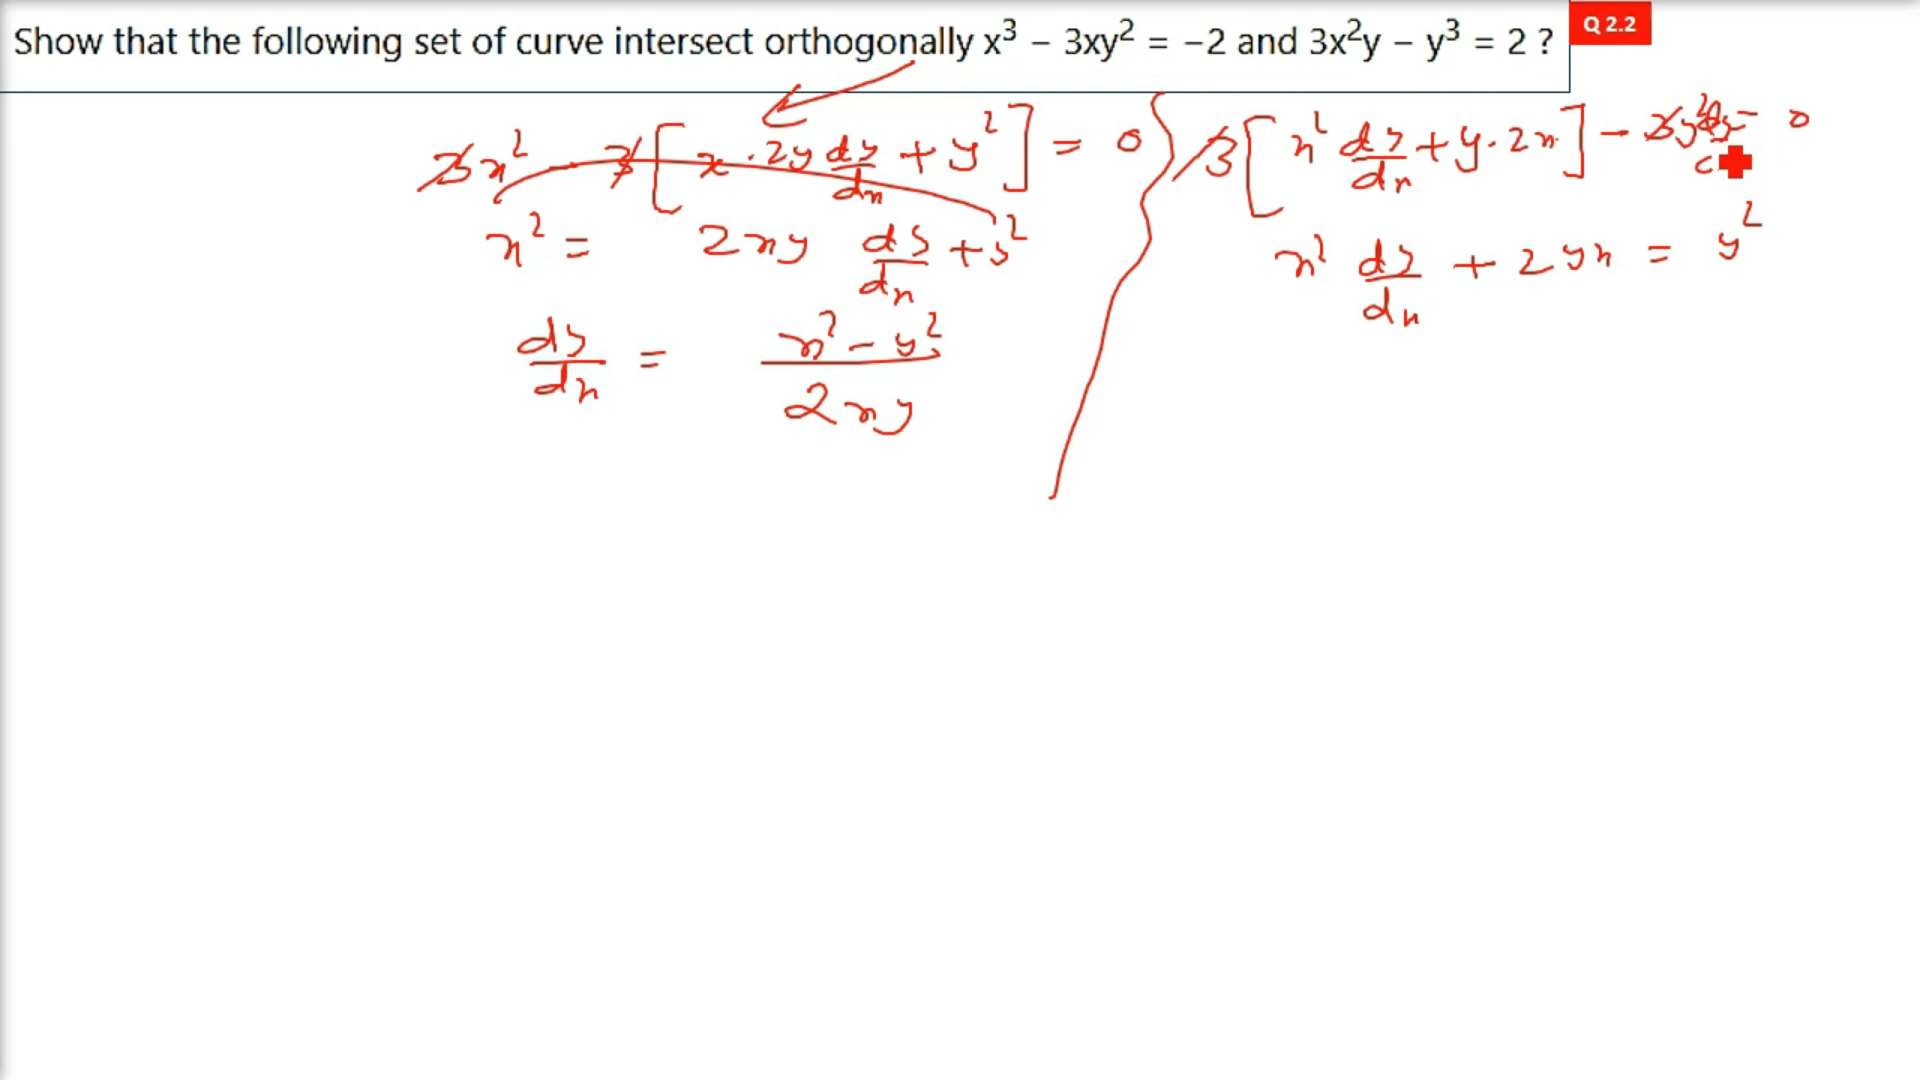 Show that the following set of curve intersect orthogonally x³ − 3xy² = −2 and 3x²y − y³ = 2 ?
Q 2.2
3x² - 3[x · 2y dy/dx + y²] = 0
x² = 2xy dy/dx + y²
dy/dx = x² - y² / 2xy
3[x² dy/dx + y · 2x] - 3y² = 0
x² dy/dx + 2yx = y²